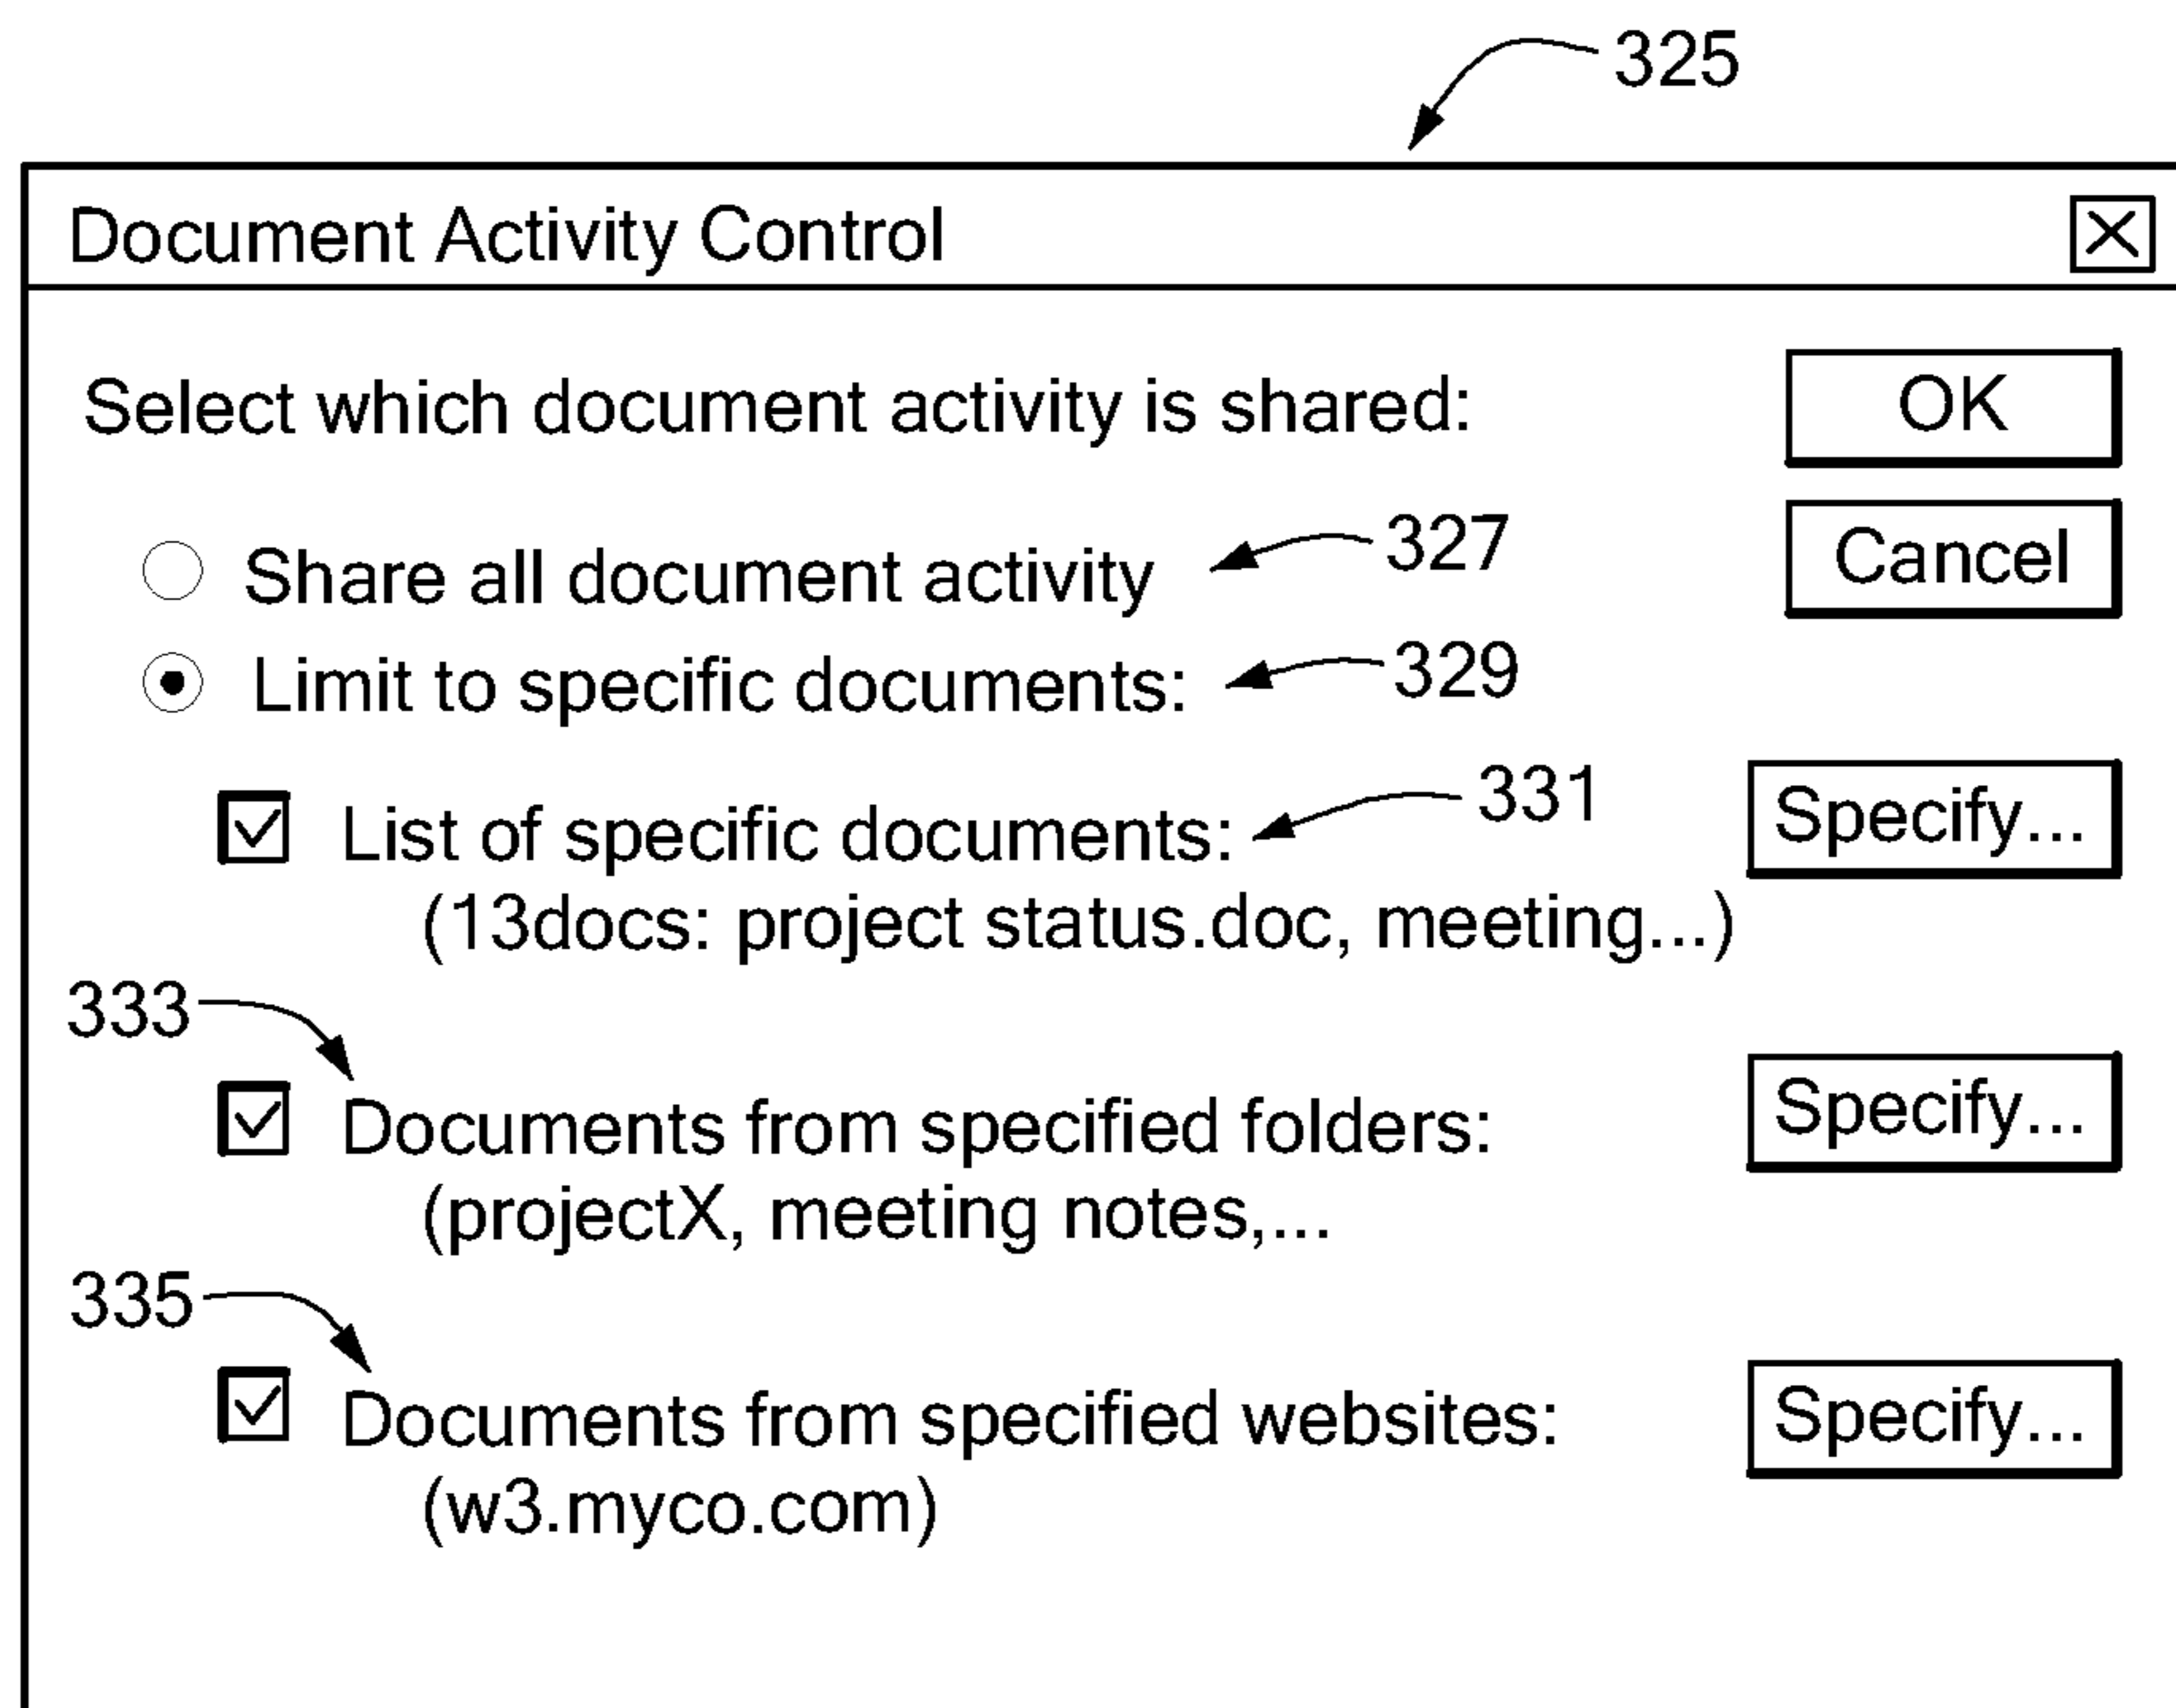 325
Document Activity Control
Select which document activity is shared:
OK
Share all document activity
327
Cancel
Limit to specific documents:
329
List of specific documents:
331
Specify...
(13docs: project status.doc, meeting...)
333
Documents from specified folders:
Specify...
(projectX, meeting notes,...
335
Documents from specified websites:
Specify...
(w3.myco.com)